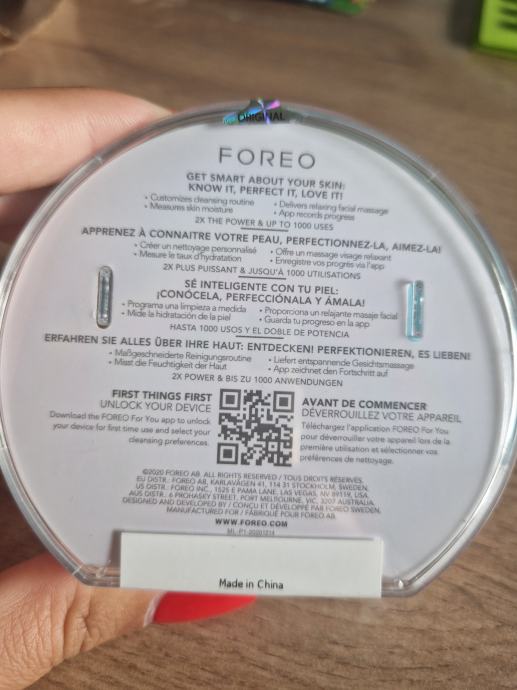 ORIGINAL
FOREO
GET SMART ABOUT YOUR SKIN:
KNOW IT, PERFECT IT, LOVE IT!
• Customizes cleansing routine • Delivers relaxing facial massage
• Measures skin moisture • App records progress
2X THE POWER & UP TO 1000 USES
APPRENEZ À CONNAITRE VOTRE PEAU, PERFECTIONNEZ-LA, AIMEZ-LA!
• Créer un nettoyage personnalisé • Offre un massage visage relaxant
• Mesure le taux d'hydratation • Enregistre vos progrès via l'app
2X PLUS PUISSANT & JUSQU'À 1000 UTILISATIONS
SÉ INTELIGENTE CON TU PIEL:
¡CONÓCELA, PERFECCIÓNALA Y ÁMALA!
• Programa una limpieza a medida • Proporciona un relajante masaje facial
• Mide la hidratación de la piel • Guarda tu progreso en la app
HASTA 1000 USOS Y EL DOBLE DE POTENCIA
ERFAHREN SIE ALLES ÜBER IHRE HAUT: ENTDECKEN! PERFEKTIONIEREN, ES LIEBEN!
• Maßgeschneiderte Reinigungsroutine • Liefert entspannende Gesichtsmassage
• Misst die Feuchtigkeit der Haut • App zeichnet den Fortschritt auf
2X POWER & BIS ZU 1000 ANWENDUNGEN
FIRST THINGS FIRST
UNLOCK YOUR DEVICE
Download the FOREO For You app to unlock
your device for first time use and select your
cleansing preferences.
AVANT DE COMMENCER
DÉVERROUILLEZ VOTRE APPAREIL
Téléchargez l'application FOREO For You
pour déverrouiller votre appareil lors de la
première utilisation et sélectionner vos
préférences de nettoyage.
©2020 FOREO AB. ALL RIGHTS RESERVED / TOUS DROITS RÉSERVÉS.
EU DISTR.: FOREO AB, KARLAVÄGEN 41, 114 31 STOCKHOLM, SWEDEN.
US DISTR.: FOREO INC., 1525 E PAMA LANE, LAS VEGAS, NV 89119, USA.
AUS DISTR.: 6 PROHASKY STREET, PORT MELBOURNE, VIC, 3207 AUSTRALIA.
DESIGNED AND DEVELOPED BY / CONÇU ET DÉVELOPPÉ PAR FOREO SWEDEN.
MANUFACTURED FOR / FABRIQUÉ POUR FOREO AB.
WWW.FOREO.COM
ML-P1-20201214
Made in China